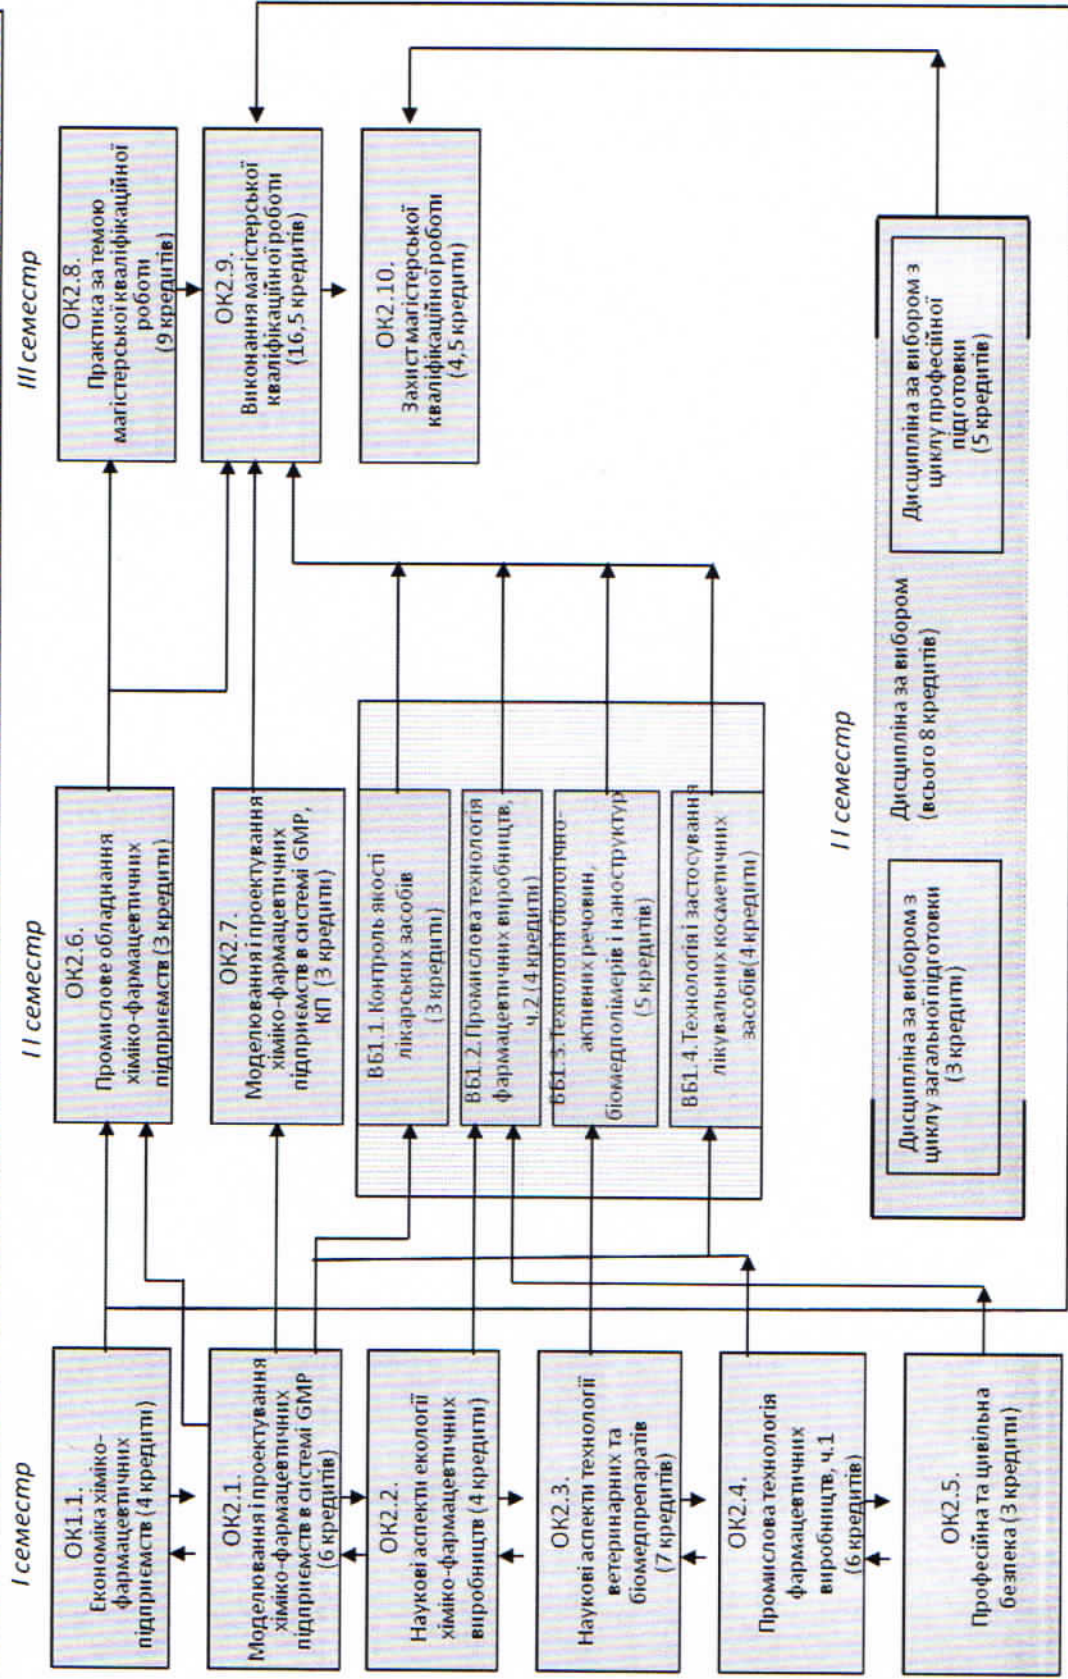 I семестр
ОК1.1.
Економіка хіміко-
фармацевтичних
підприємств (4 кредити)
ОК2.1.
Моделювання і проектування
хіміко-фармацевтичних
підприємств в системі GMP
(6 кредитів)
ОК2.2.
Наукові аспекти екології
хіміко-фармацевтичних
виробництв (4 кредити)
ОК2.3.
Наукові аспекти технології
ветеринарних та
біомедпрепаратів
(7 кредитів)
ОК2.4.
Промислова технологія
фармацевтичних
виробництв, ч.1
(6 кредитів)
ОК2.5.
Професійна та цивільна
безпека (3 кредити)
II семестр
ОК2.6.
Промислове обладнання
хіміко-фармацевтичних
підприємств (3 кредити)
ОК2.7.
Моделювання і проектування
хіміко-фармацевтичних
підприємств в системі GMP,
КП (3 кредити)
ВБ1.1. Контроль якості
лікарських засобів
(3 кредити)
ВБ1.2. Промислова технологія
фармацевтичних виробництв,
ч.2 (4 кредити)
ВБ1.3. Технологія біологічно-
активних речовин,
біомедполімерів і наноструктур
(5 кредитів)
ВБ1.4. Технологія і застосування
лікувальних косметичних
засобів (4 кредити)
III семестр
ОК2.8.
Практика за темою
магістерської кваліфікаційної
роботи
(9 кредитів)
ОК2.9.
Виконання магістерської
кваліфікаційної роботи
(16,5 кредитів)
ОК2.10.
Захист магістерської
кваліфікаційної роботи
(4,5 кредити)
II семестр
Дисципліна за вибором з
циклу загальної підготовки
(3 кредити)
Дисципліна за вибором
(всього 8 кредитів)
Дисципліна за вибором з
циклу професійної
підготовки
(5 кредитів)